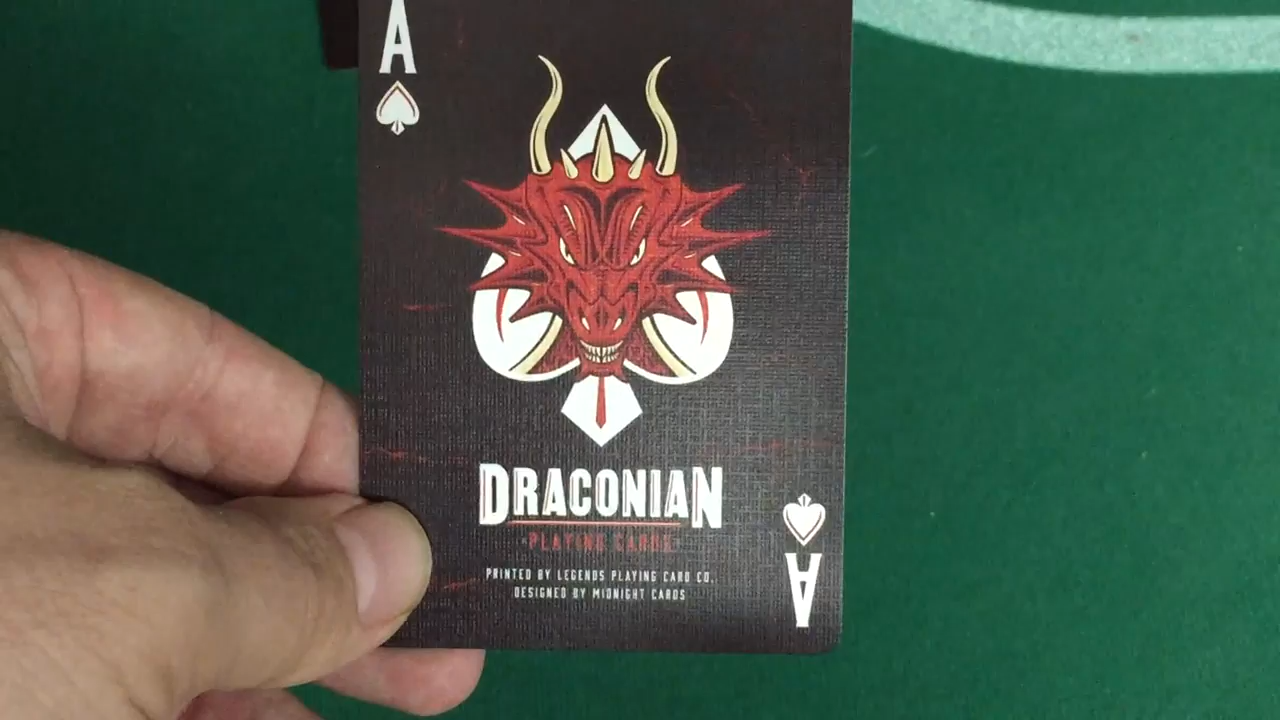 A
DRACONIAN
PLAYING CARDS
PRINTED BY LEGENDS PLAYING CARD CO.
DESIGNED BY MIDNIGHT CARDS
A